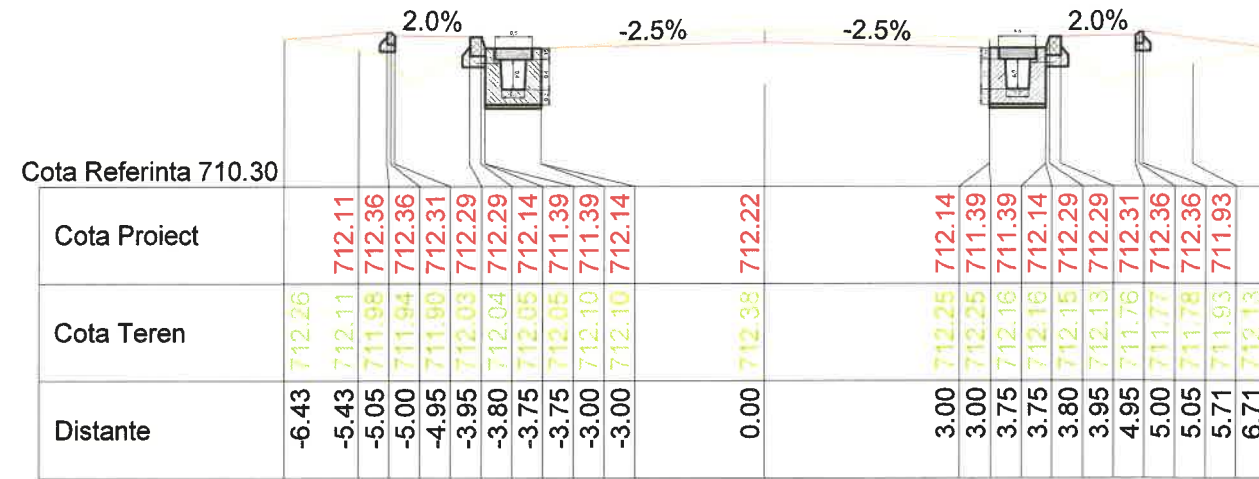 2.0% -2.5% -2.5% 2.0%
Cota Referinta 710.30
Cota Proiect 712.11 712.36 712.36 712.31 712.29 712.29 712.14 711.39 711.39 712.14 712.22 712.14 711.39 711.39 712.14 712.29 712.29 712.31 712.36 712.36 711.93
Cota Teren 712.26 712.11 711.98 711.94 711.90 712.03 712.04 712.05 712.05 712.10 712.10 712.38 712.25 712.25 712.16 712.16 712.15 712.13 711.76 711.77 711.78 711.93 712.13
Distante -6.43 -5.43 -5.05 -5.00 -4.95 -3.95 -3.80 -3.75 -3.75 -3.00 -3.00 0.00 3.00 3.00 3.75 3.75 3.80 3.95 4.95 5.00 5.05 5.71 6.71